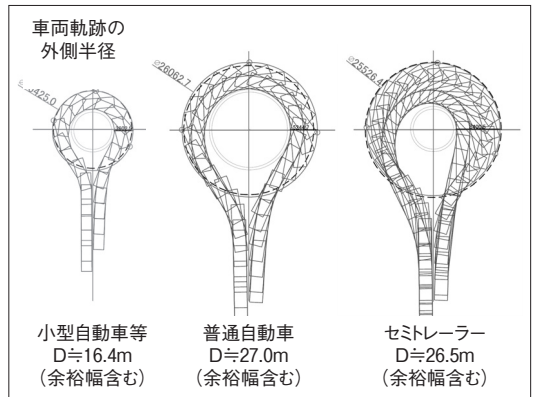 車両軌跡の
外側半径
⌀26062.7
⌀25526.4
小型自動車等
D≒16.4m
(余裕幅含む)
普通自動車
D≒27.0m
(余裕幅含む)
セミトレーラー
D≒26.5m
(余裕幅含む)